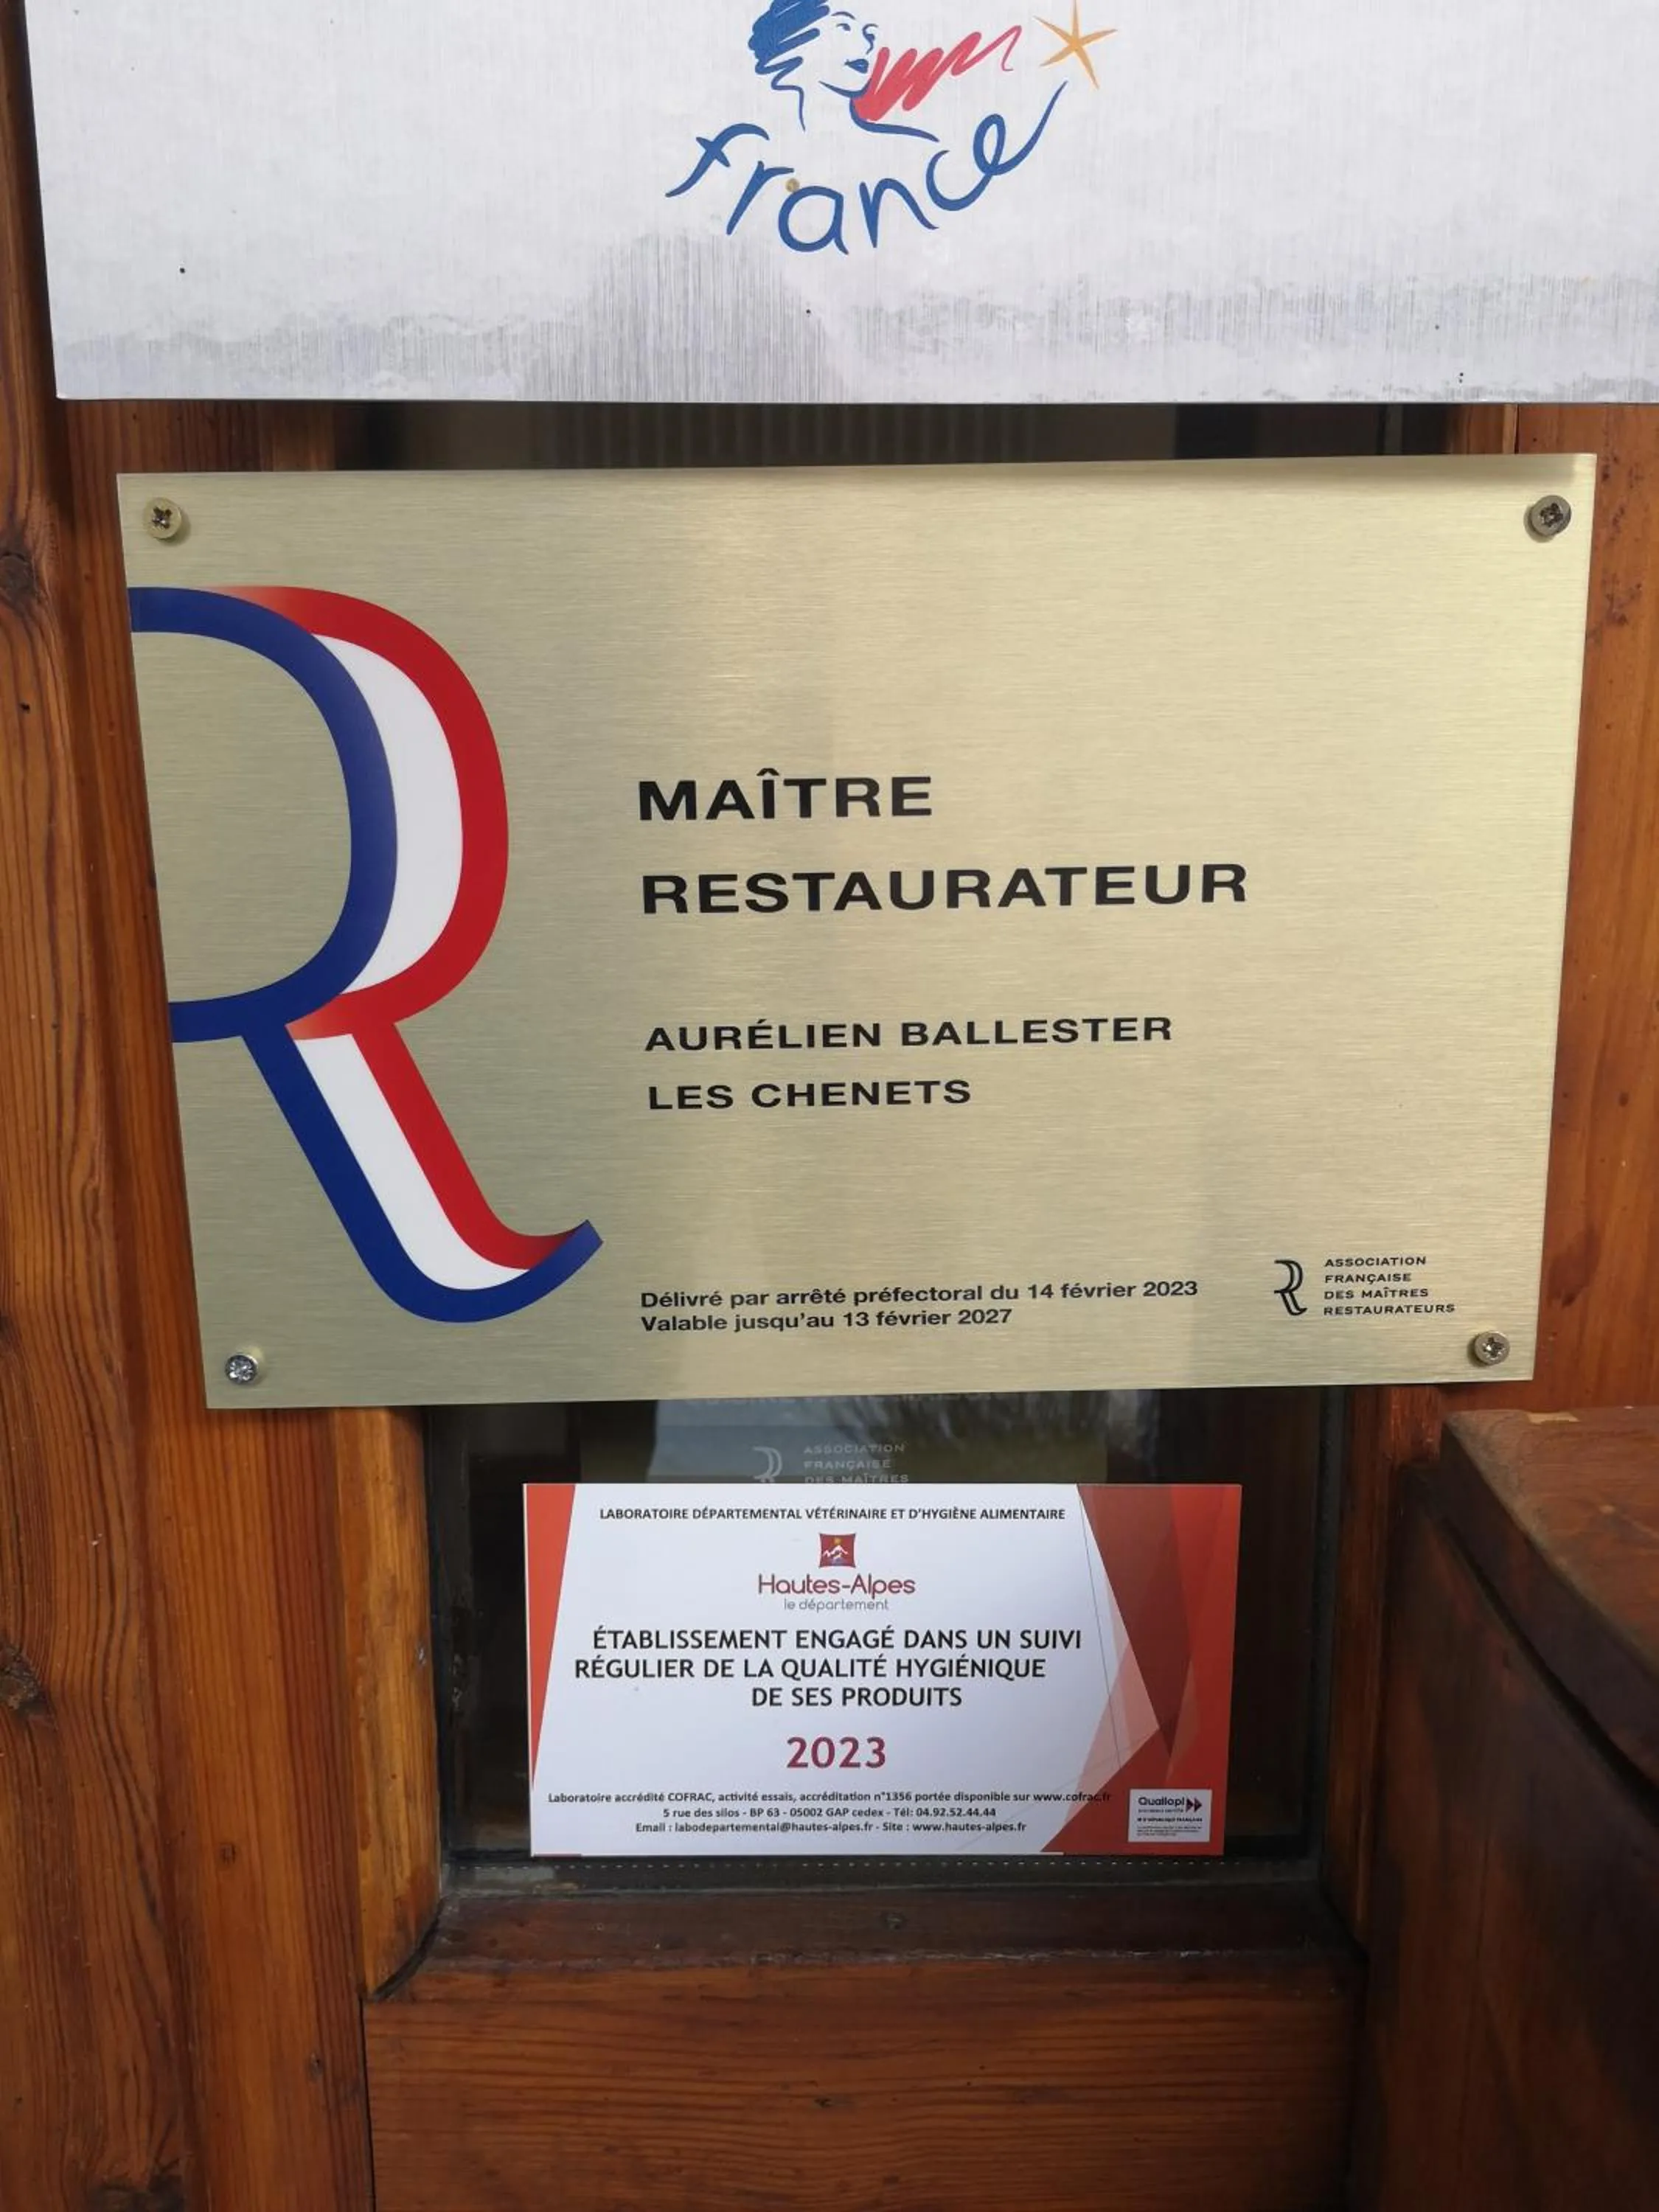 france
MAÎTRE
RESTAURATEUR
AURÉLIEN BALLESTER
LES CHENETS
Délivré par arrêté préfectoral du 14 février 2023
Valable jusqu'au 13 février 2027
ASSOCIATION
FRANÇAISE
DES MAÎTRES
RESTAURATEURS
ASSOCIATION
FRANÇAISE
DES MAÎTRES
LABORATOIRE DÉPARTEMENTAL VÉTÉRINAIRE ET D'HYGIÈNE ALIMENTAIRE
Hautes-Alpes
le département
ÉTABLISSEMENT ENGAGÉ DANS UN SUIVI
RÉGULIER DE LA QUALITÉ HYGIÉNIQUE
DE SES PRODUITS
2023
Laboratoire accrédité COFRAC, activité essais, accréditation n°1356 portée disponible sur www.cofrac.fr
5 rue des silos - BP 63 - 05002 GAP cedex - Tél: 04.92.52.44.44
Email : labodepartemental@hautes-alpes.fr - Site : www.hautes-alpes.fr
Qualiopi